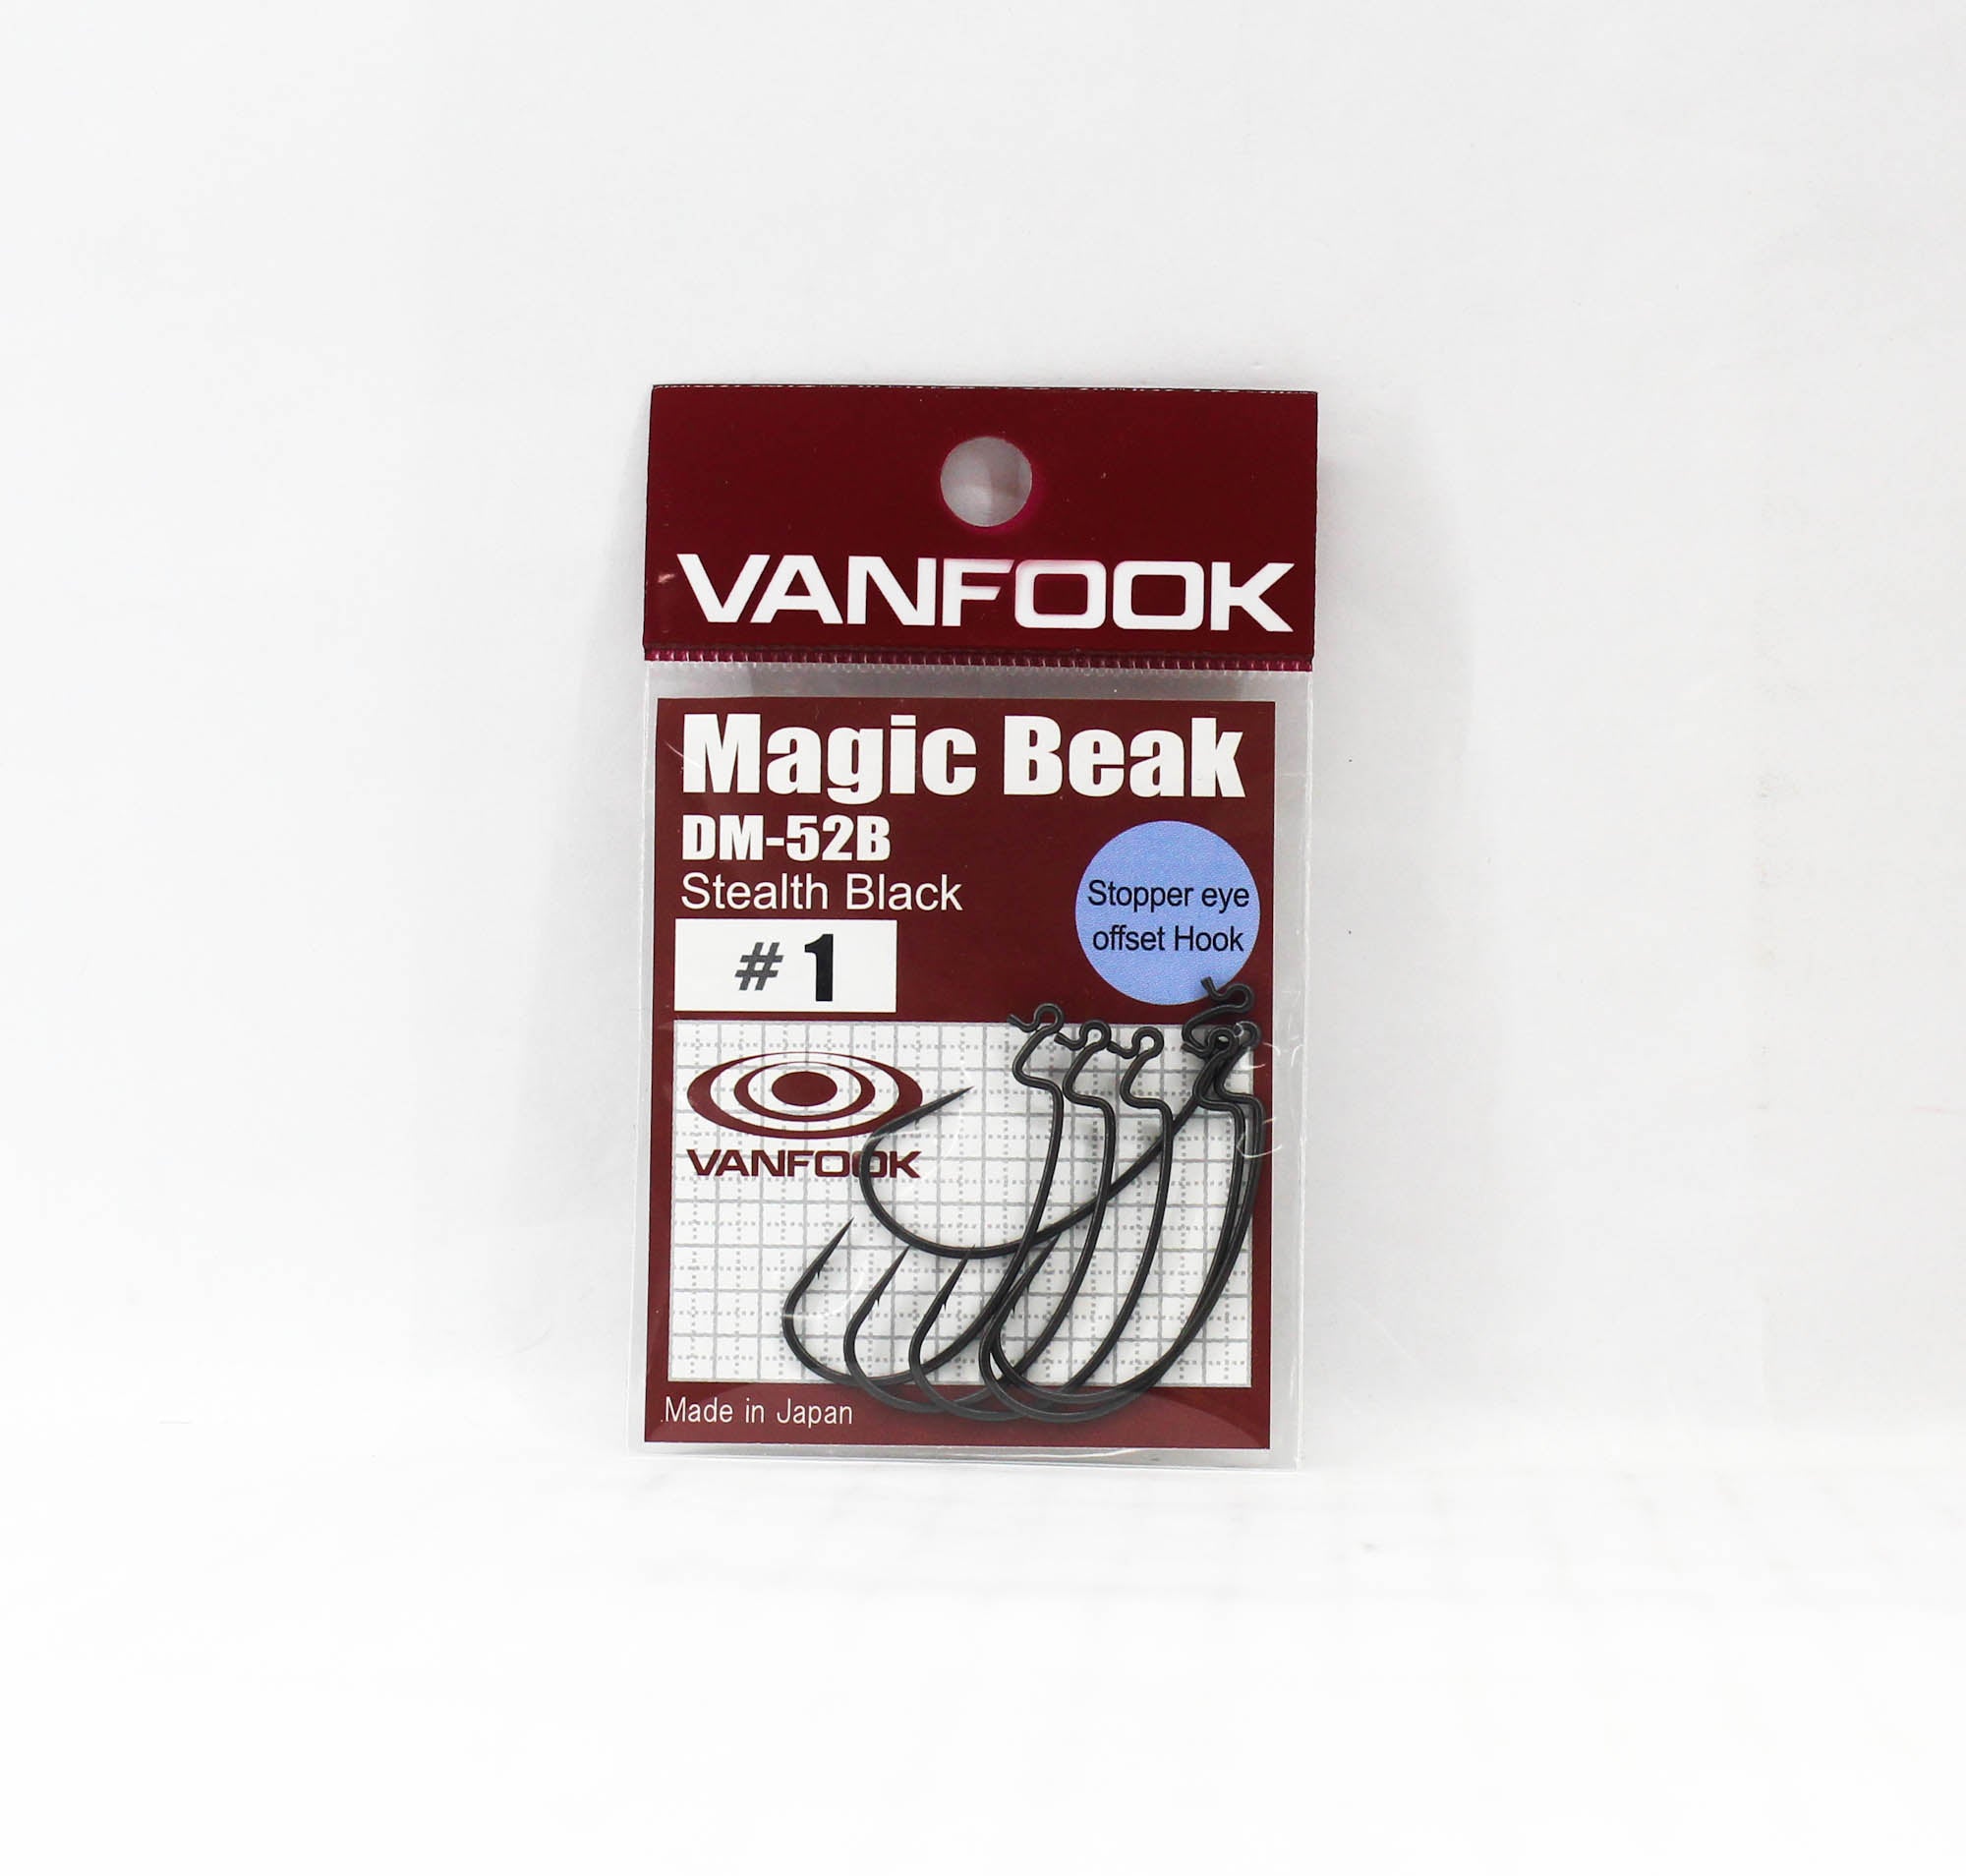 VANFOOK
Magic Beak
DM-52B
Stealth Black
Stopper eye
offset Hook
# 1
VANFOOK
Made in Japan